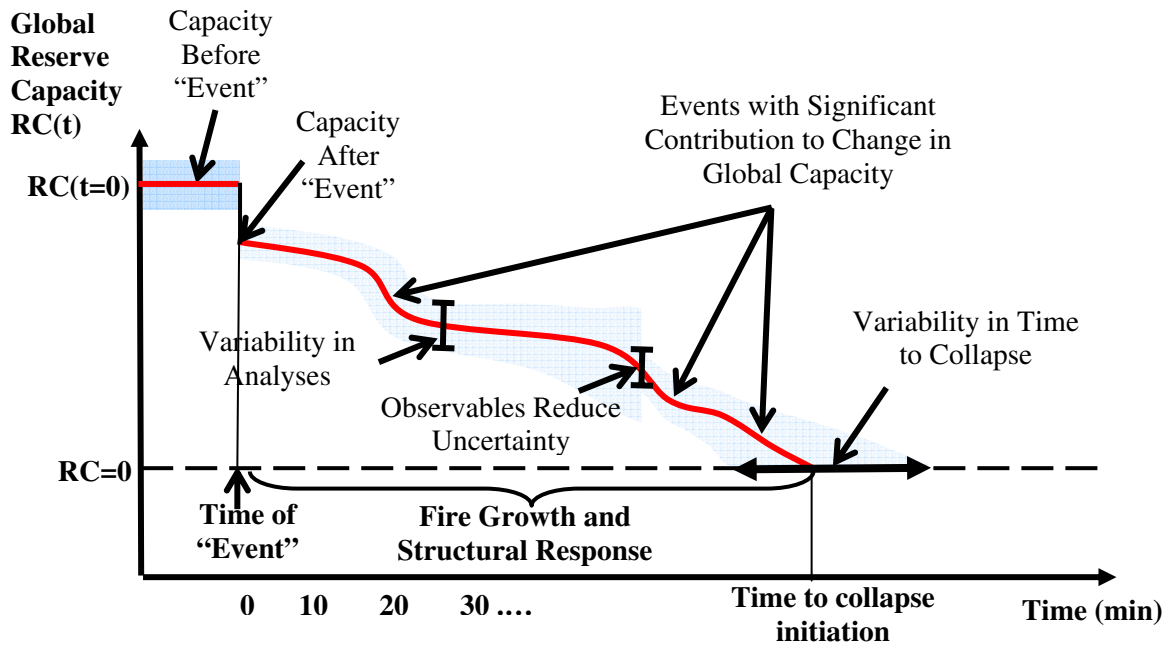 Global
Reserve
Capacity
RC(t)
Capacity
Before
“Event”
Capacity
After
“Event”
Events with Significant
Contribution to Change in
Global Capacity
RC(t=0)
Variability in
Analyses
Observables Reduce
Uncertainty
Variability in Time
to Collapse
RC=0
Time of
“Event”
Fire Growth and
Structural Response
0 10 20 30 ….
Time to collapse
initiation
Time (min)